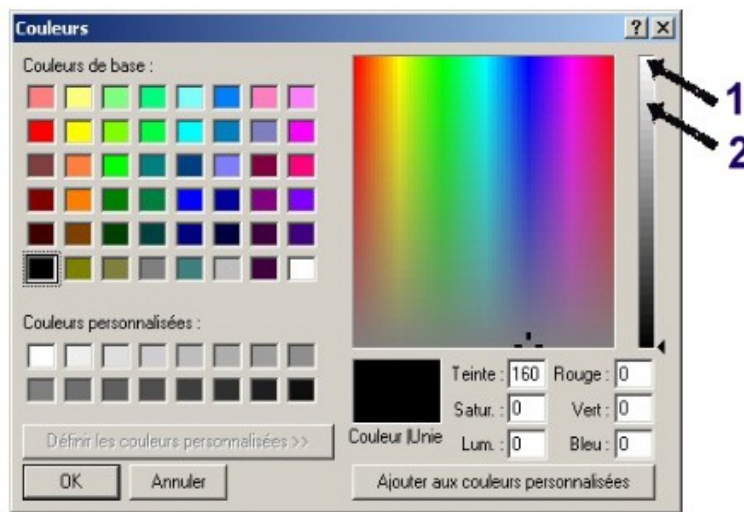 Couleurs
Couleurs de base :
1
2
Couleurs personnalisées :
Teinte : 160 Rouge : 0
Satur. : 0 Vert : 0
Couleur|Unie Lum. : 0 Bleu : 0
Définir les couleurs personnalisées >>
OK Annuler Ajouter aux couleurs personnalisées